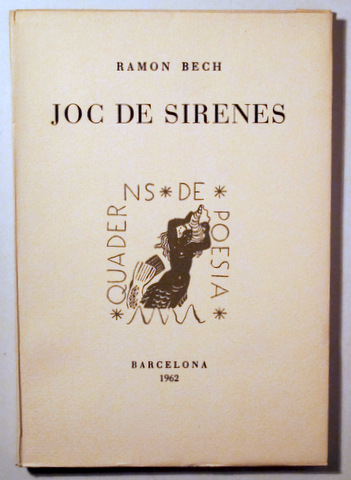 RAMON BECH
JOC DE SIRENES
QUADERNS * DE * POESIA *
BARCELONA
1962